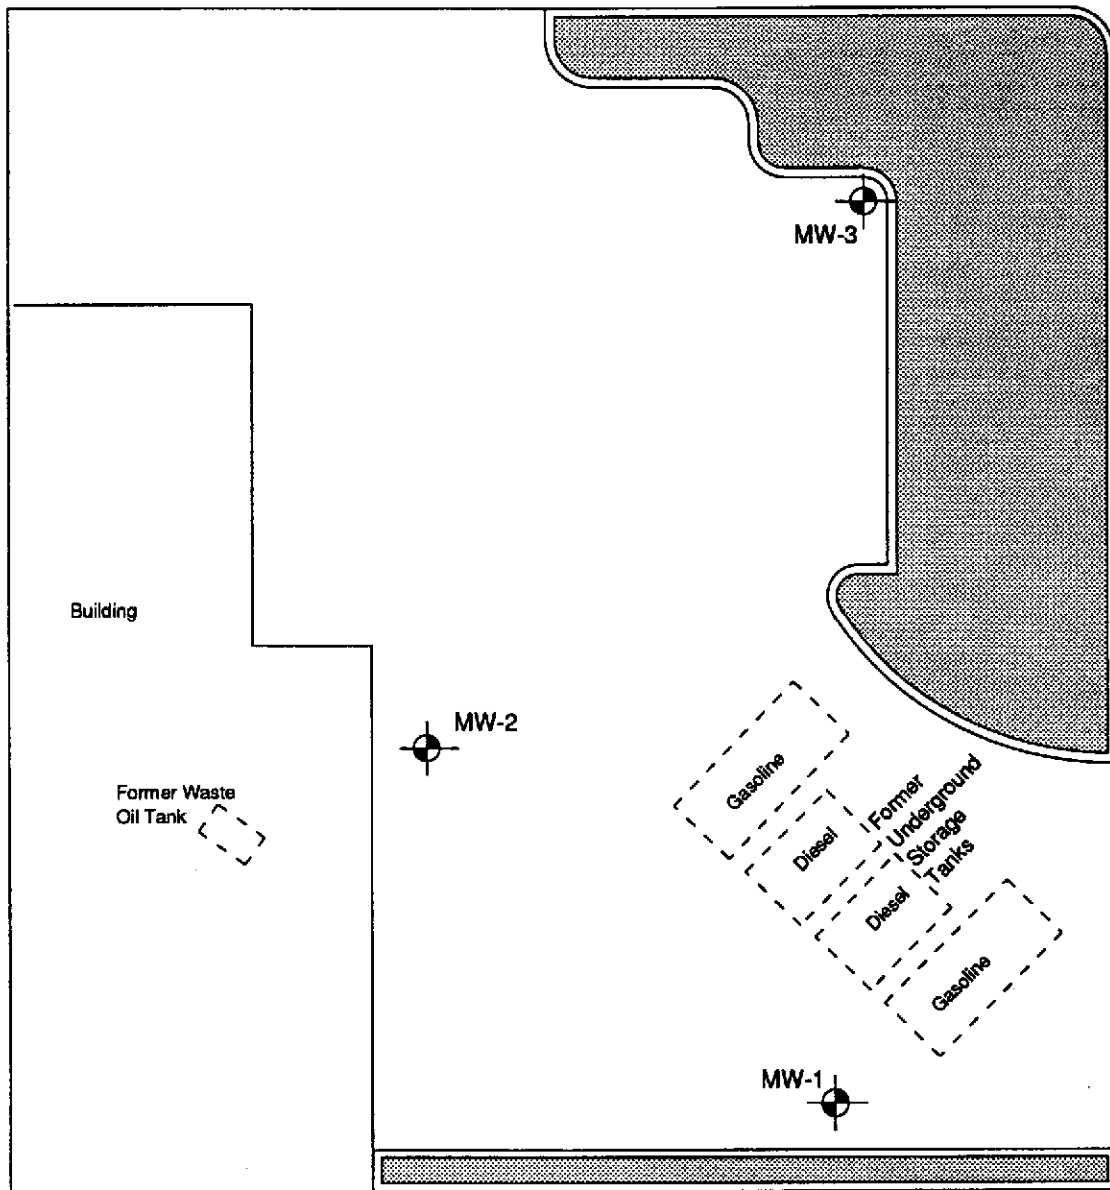 MW-3
Building
MW-2
Former Waste
Oil Tank
Gasoline
Diesel
Former
Underground
Storage
Tanks
Diesel
Gasoline
MW-1